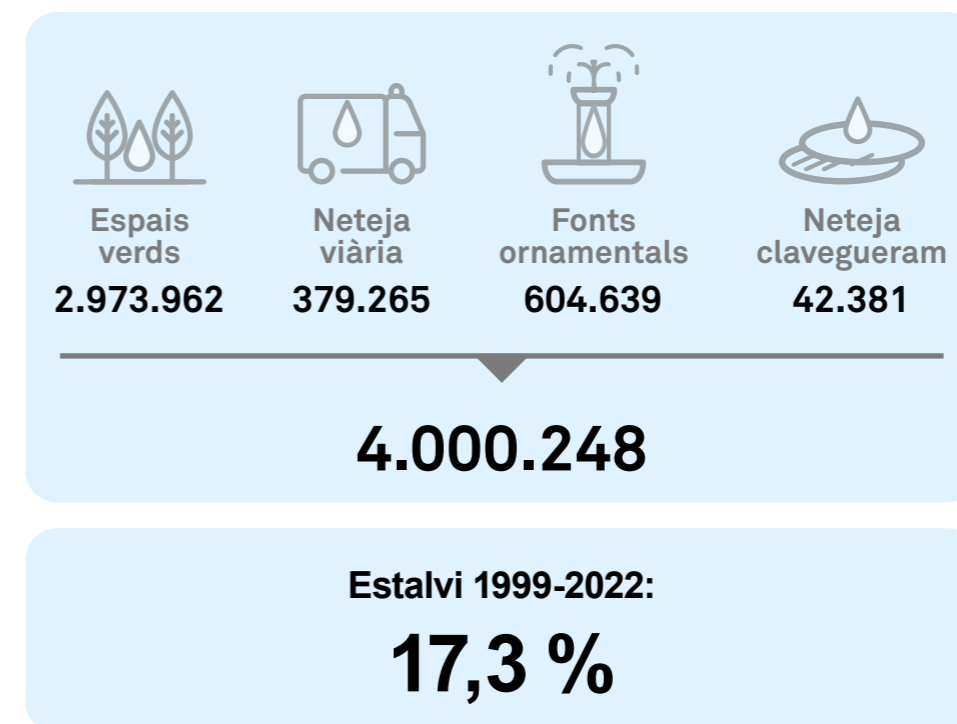 Espais
verds
2.973.962
Neteja
viària
379.265
Fonts
ornamentals
604.639
Neteja
clavegueram
42.381
4.000.248
Estalvi 1999-2022:
17,3 %